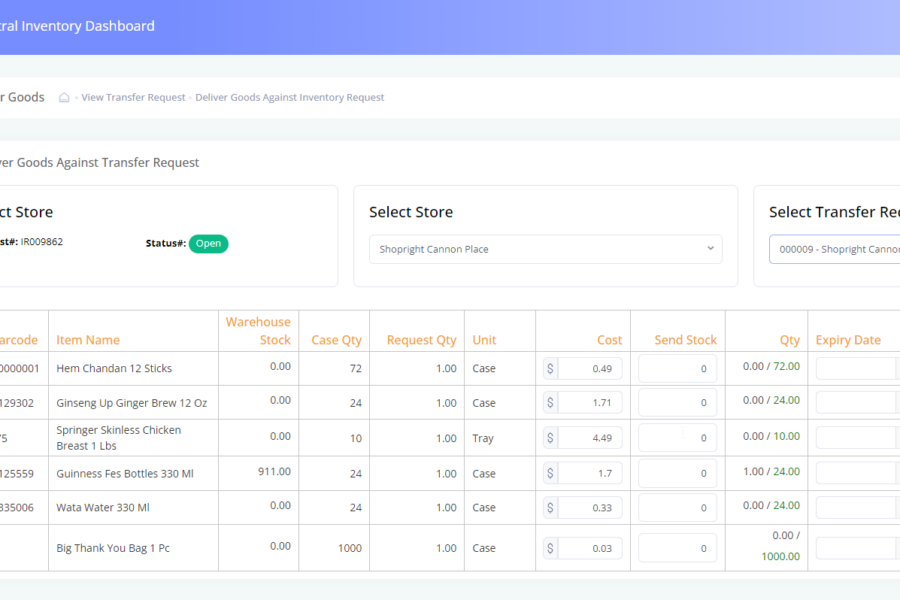 tral Inventory Dashboard
r Goods View Transfer Request Deliver Goods Against Inventory Request
ver Goods Against Transfer Request
ct Store
st#: IR009862 Status#: Open
Select Store
Shopright Cannon Place
Select Transfer Re
000009 - Shopright Canno
arcode Item Name Warehouse Stock Case Qty Request Qty Unit Cost Send Stock Qty Expiry Date
0000001 Hem Chandan 12 Sticks 0.00 72 1.00 Case $ 0.49 0 0.00 / 72.00
129302 Ginseng Up Ginger Brew 12 Oz 0.00 24 1.00 Case $ 1.71 0 0.00 / 24.00
75 Springer Skinless Chicken Breast 1 Lbs 0.00 10 1.00 Tray $ 4.49 0 0.00 / 10.00
125559 Guinness Fes Bottles 330 Ml 911.00 24 1.00 Case $ 1.7 0 1.00 / 24.00
335006 Wata Water 330 Ml 0.00 24 1.00 Case $ 0.33 0 0.00 / 24.00
Big Thank You Bag 1 Pc 0.00 1000 1.00 Case $ 0.03 0 0.00 / 1000.00